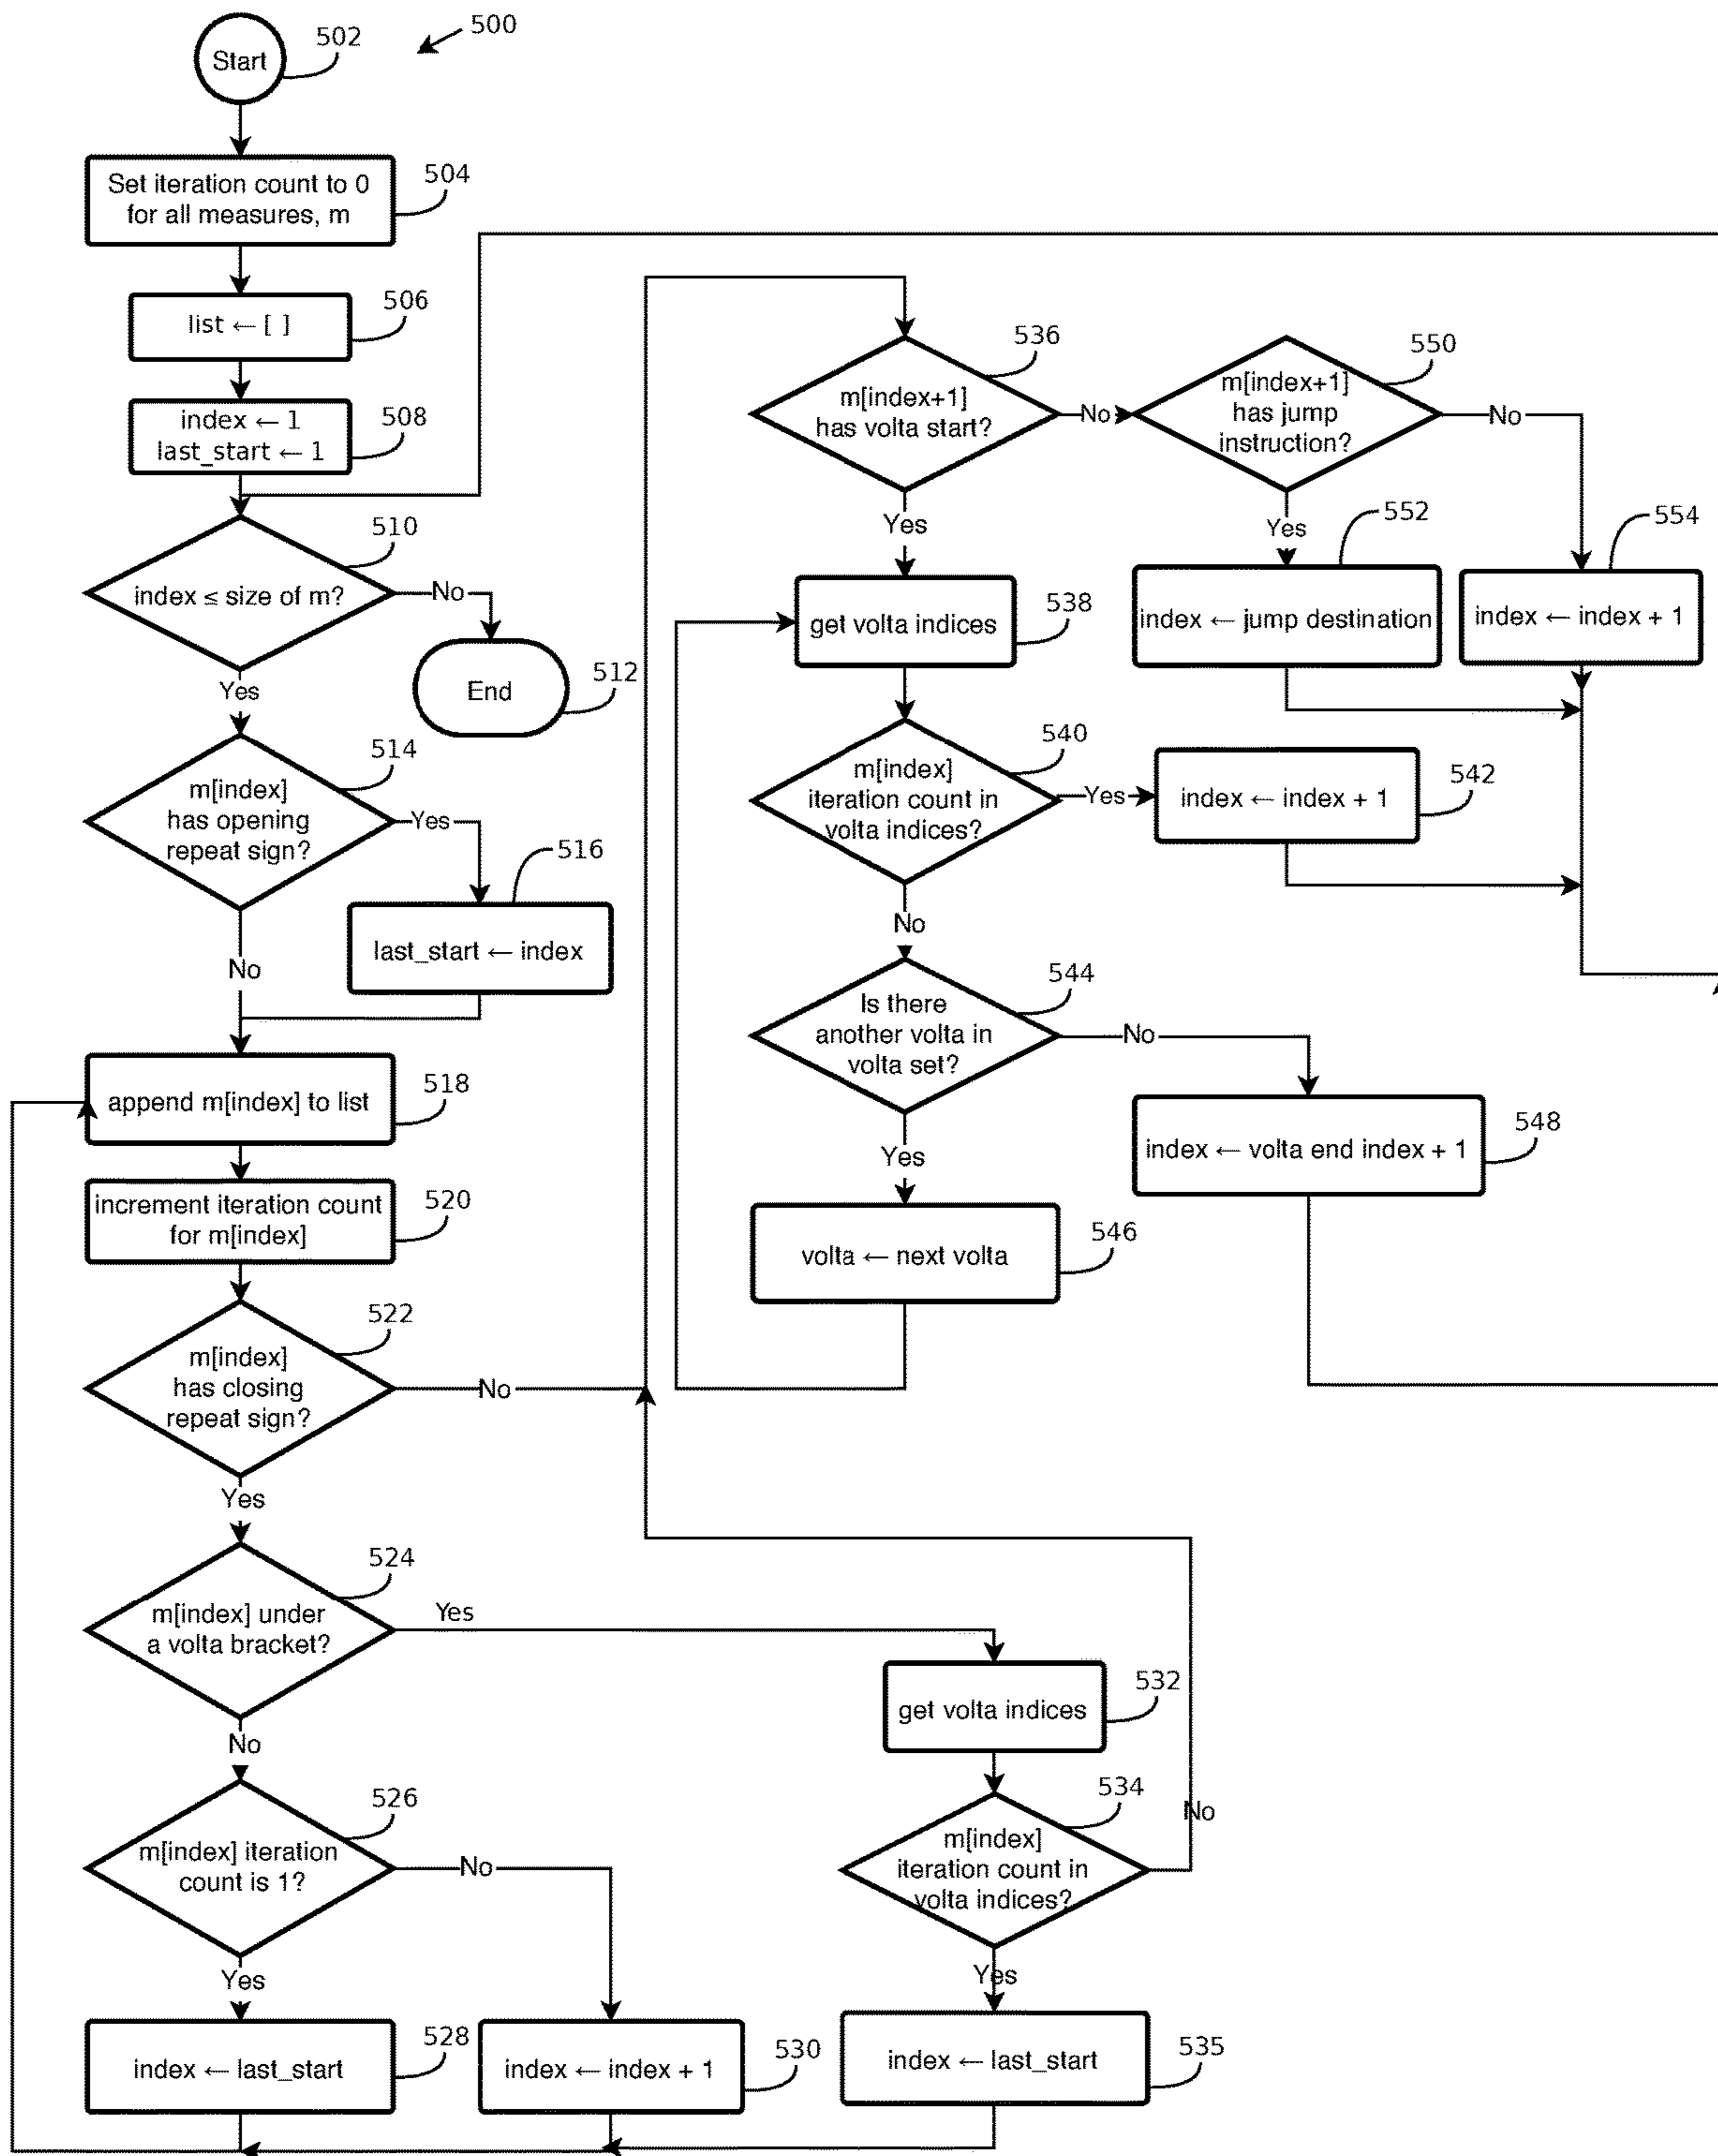 500
Start
502
Set iteration count to 0
for all measures, m
504
list ← [ ]
506
index ← 1
last_start ← 1
508
index ≤ size of m?
510
No
End
512
Yes
m[index]
has opening
repeat sign?
514
Yes
last_start ← index
516
No
append m[index] to list
518
increment iteration count
for m[index]
520
m[index]
has closing
repeat sign?
522
No
Yes
m[index] under
a volta bracket?
524
Yes
No
m[index] iteration
count is 1?
526
No
Yes
index ← last_start
528
index ← index + 1
530
get volta indices
532
m[index]
iteration count in
volta indices?
534
No
Yes
index ← last_start
535
m[index+1]
has volta start?
536
No
Yes
get volta indices
538
m[index]
iteration count in
volta indices?
540
Yes
index ← index + 1
542
No
Is there
another volta in
volta set?
544
No
Yes
volta ← next volta
546
index ← volta end index + 1
548
m[index+1]
has jump
instruction?
550
No
Yes
index ← jump destination
552
index ← index + 1
554